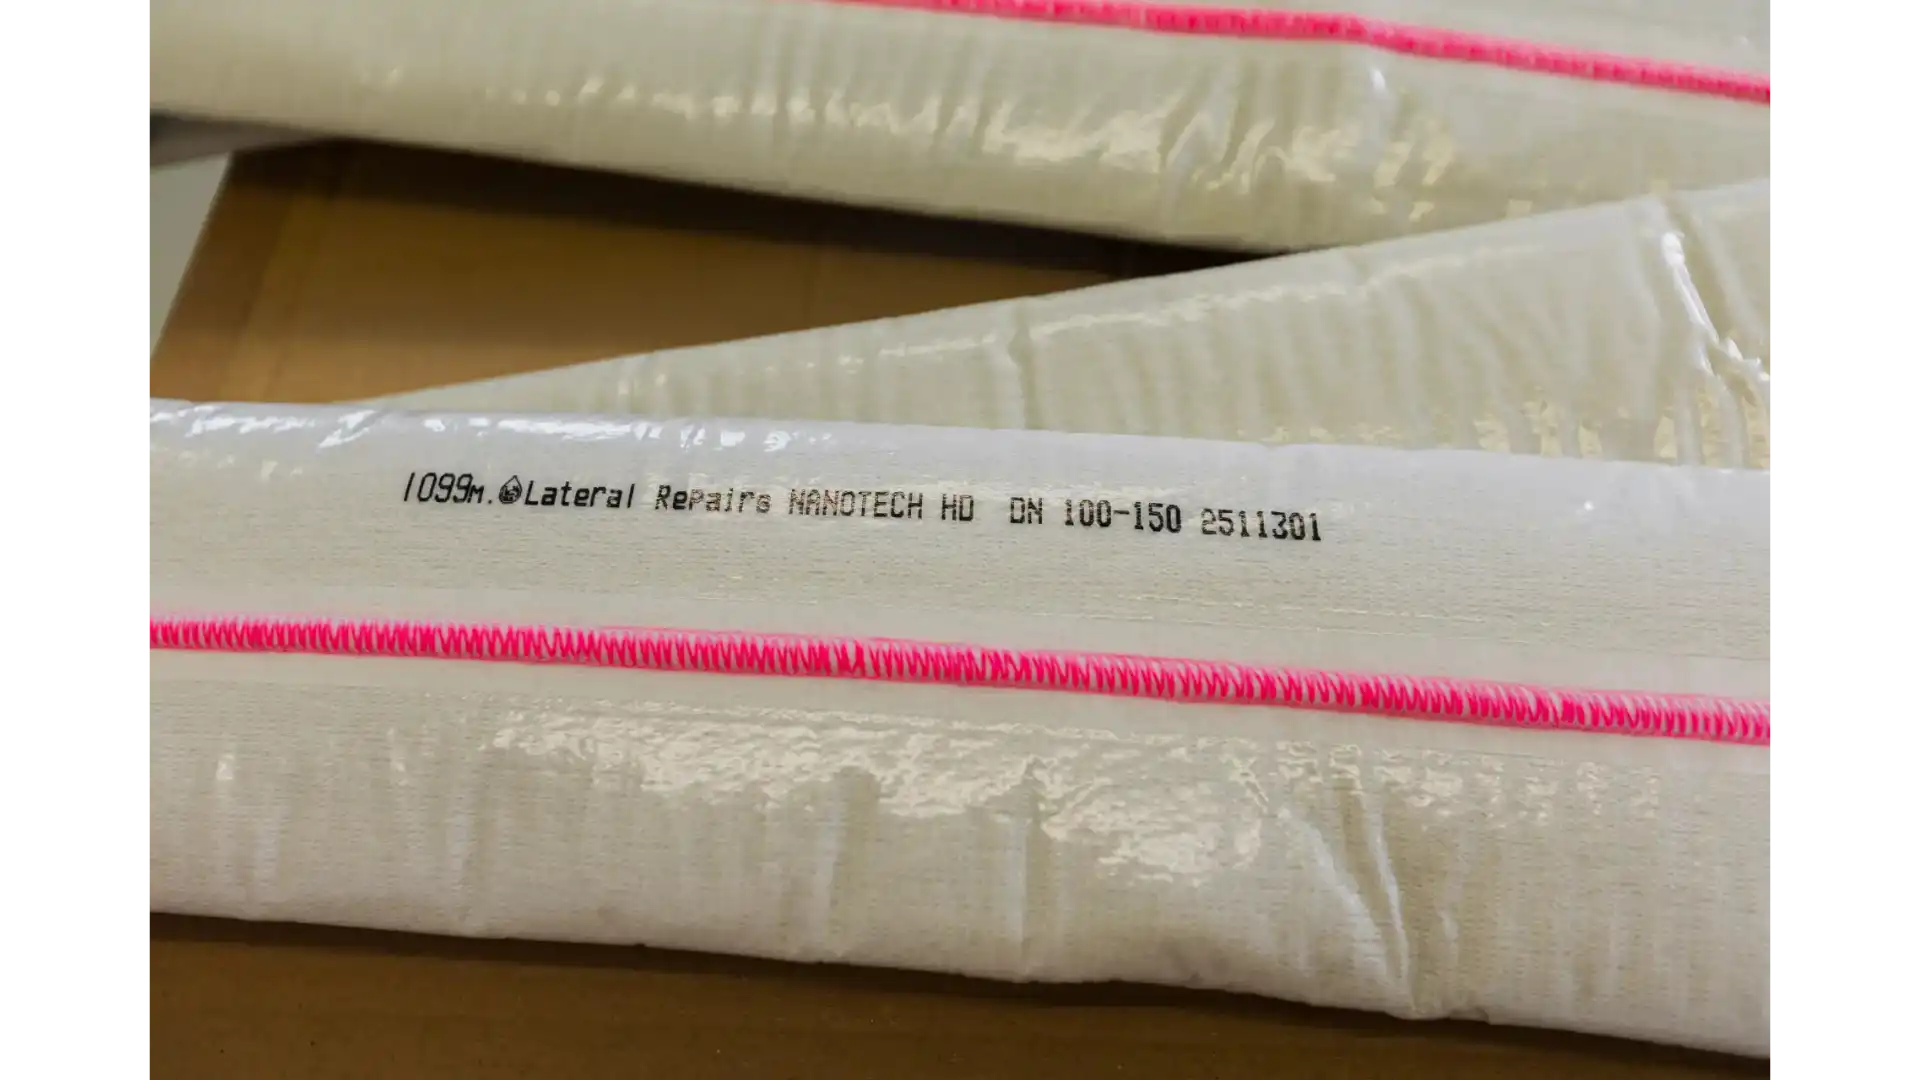 1099m. Lateral Repairs NANOTECH HD DN 100-150 2511301